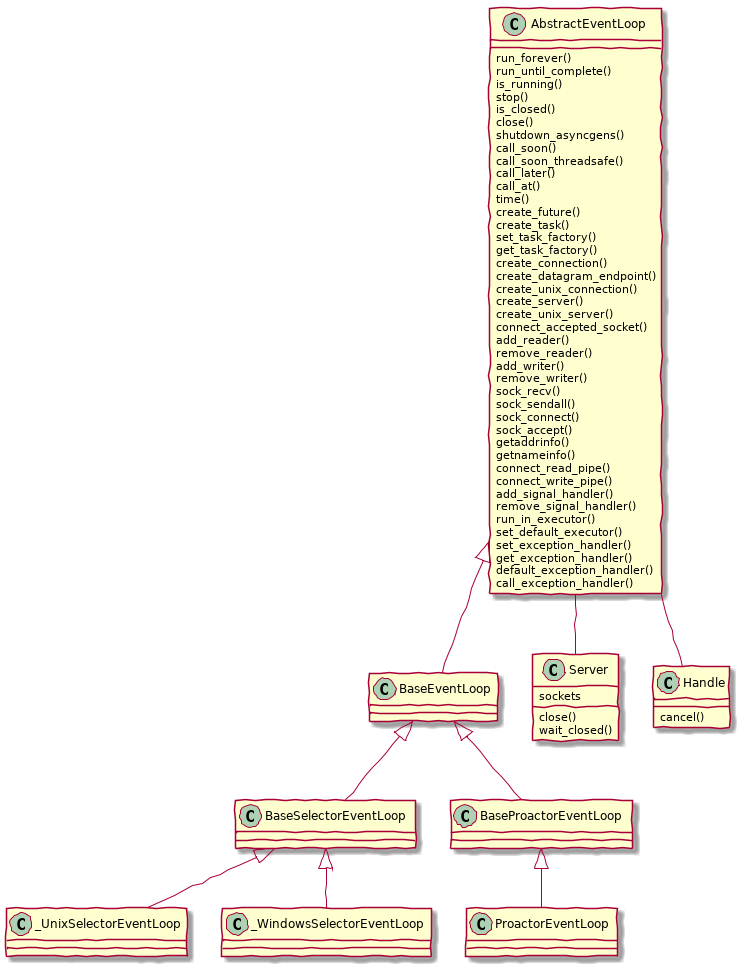 C AbstractEventLoop
run_forever()
run_until_complete()
is_running()
stop()
is_closed()
close()
shutdown_asyncgens()
call_soon()
call_soon_threadsafe()
call_later()
call_at()
time()
create_future()
create_task()
set_task_factory()
get_task_factory()
create_connection()
create_datagram_endpoint()
create_unix_connection()
create_server()
create_unix_server()
connect_accepted_socket()
add_reader()
remove_reader()
add_writer()
remove_writer()
sock_recv()
sock_sendall()
sock_connect()
sock_accept()
getaddrinfo()
getnameinfo()
connect_read_pipe()
connect_write_pipe()
add_signal_handler()
remove_signal_handler()
run_in_executor()
set_default_executor()
set_exception_handler()
get_exception_handler()
default_exception_handler()
call_exception_handler()
C BaseEventLoop
C Server
sockets
close()
wait_closed()
C Handle
cancel()
C BaseSelectorEventLoop
C BaseProactorEventLoop
C _UnixSelectorEventLoop
C _WindowsSelectorEventLoop
C ProactorEventLoop